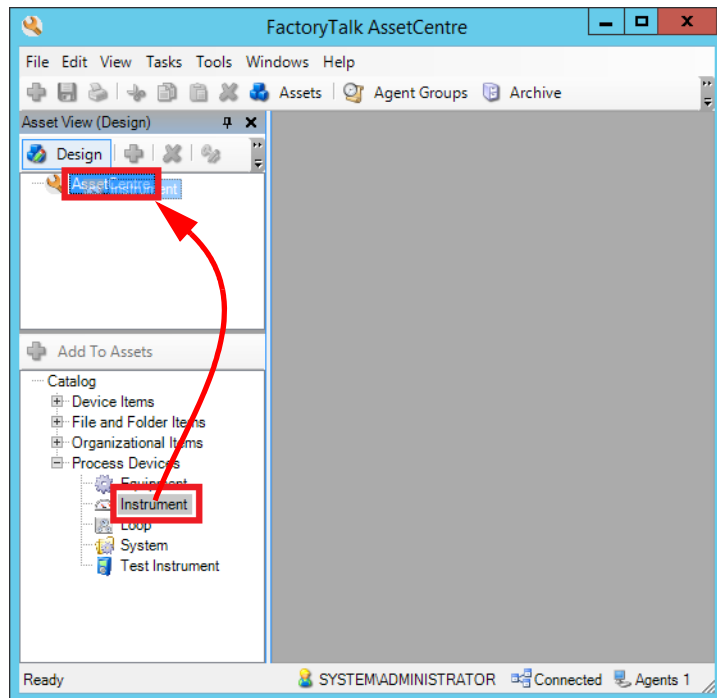 FactoryTalk AssetCentre
File Edit View Tasks Tools Windows Help
Assets Agent Groups Archive
Asset View (Design)
Design
AssetCentre
Add To Assets
Catalog
Device Items
File and Folder Items
Organizational Items
Process Devices
Equipment
Instrument
Loop
System
Test Instrument
Ready SYSTEM\ADMINISTRATOR Connected Agents 1